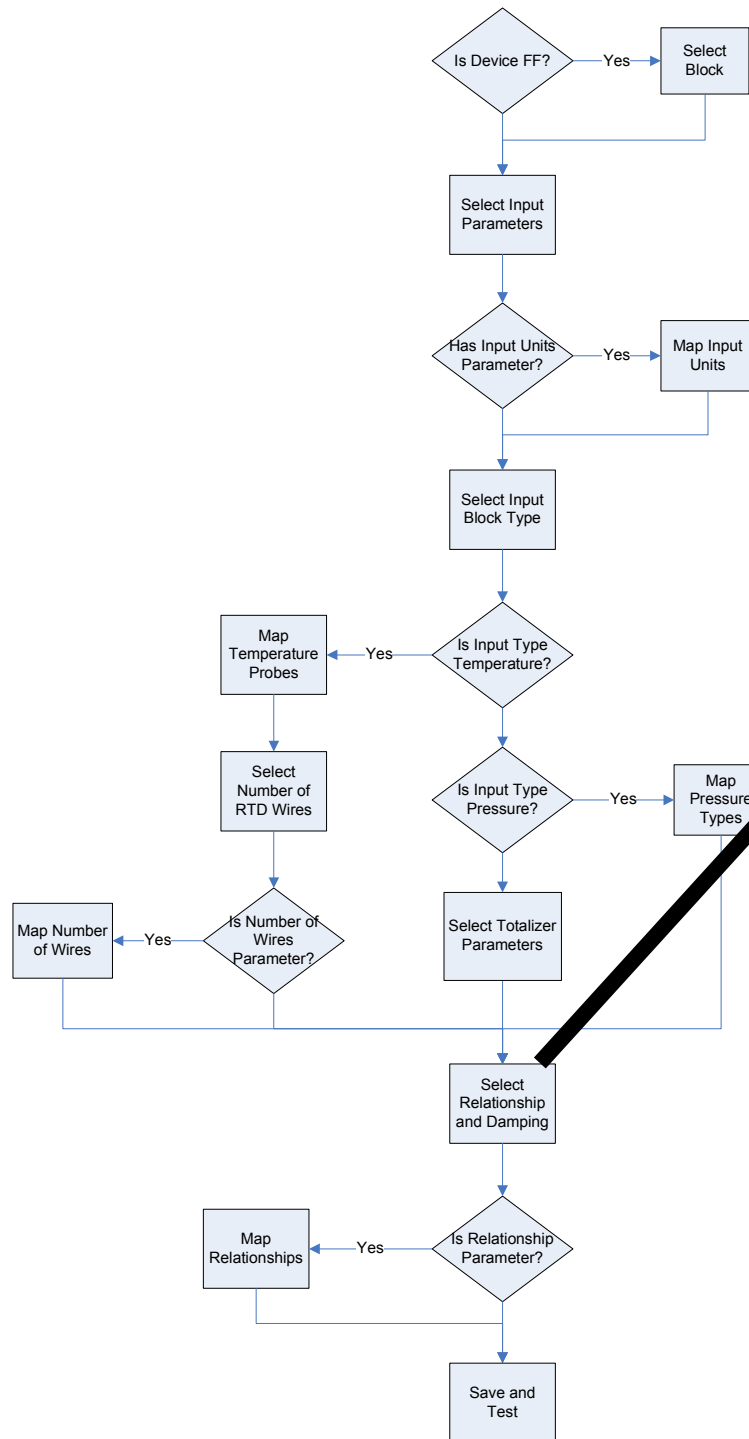 Is Device FF?
Yes
Select
Block
Select Input
Parameters
Has Input Units
Parameter?
Yes
Map Input
Units
Select Input
Block Type
Map
Temperature
Probes
Yes
Is Input Type
Temperature?
Select
Number of
RTD Wires
Is Input Type
Pressure?
Yes
Map
Pressure
Types
Map Number
of Wires
Yes
Is Number of
Wires
Parameter?
Select Totalizer
Parameters
Select
Relationship
and Damping
Map
Relationships
Yes
Is Relationship
Parameter?
Save and
Test